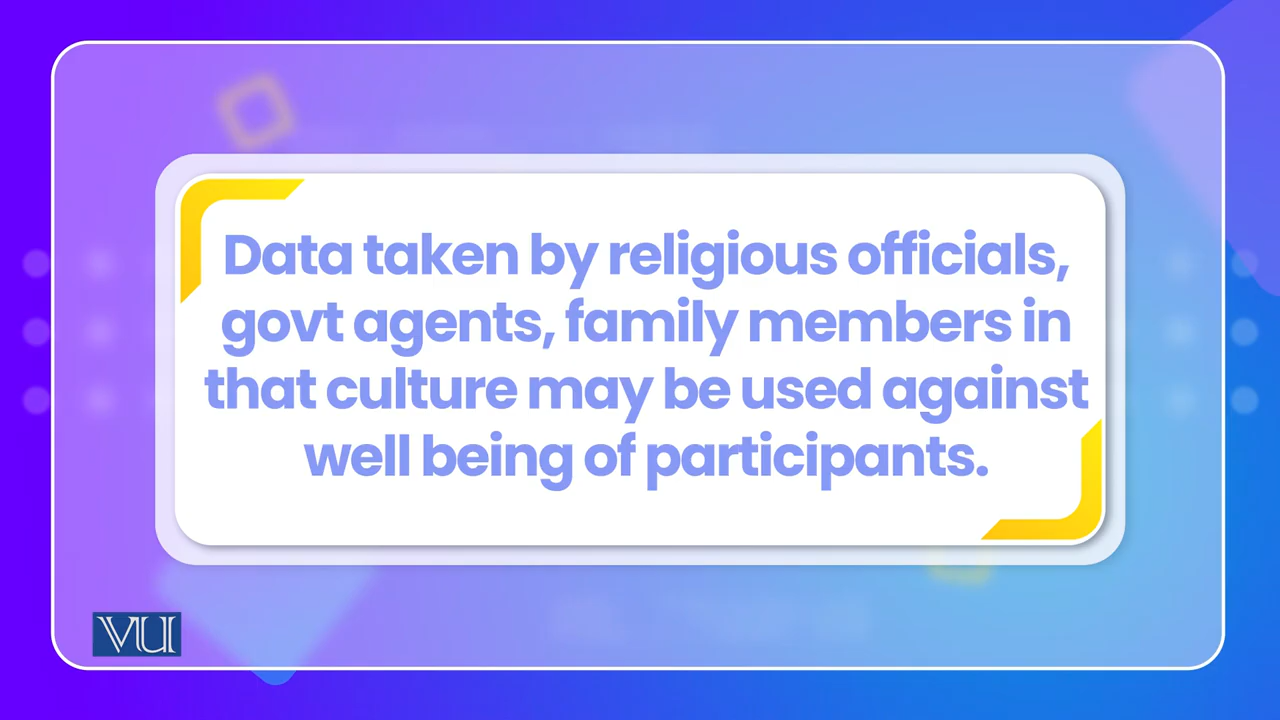 Data taken by religious officials,
govt agents, family members in
that culture may be used against
well being of participants.
VU